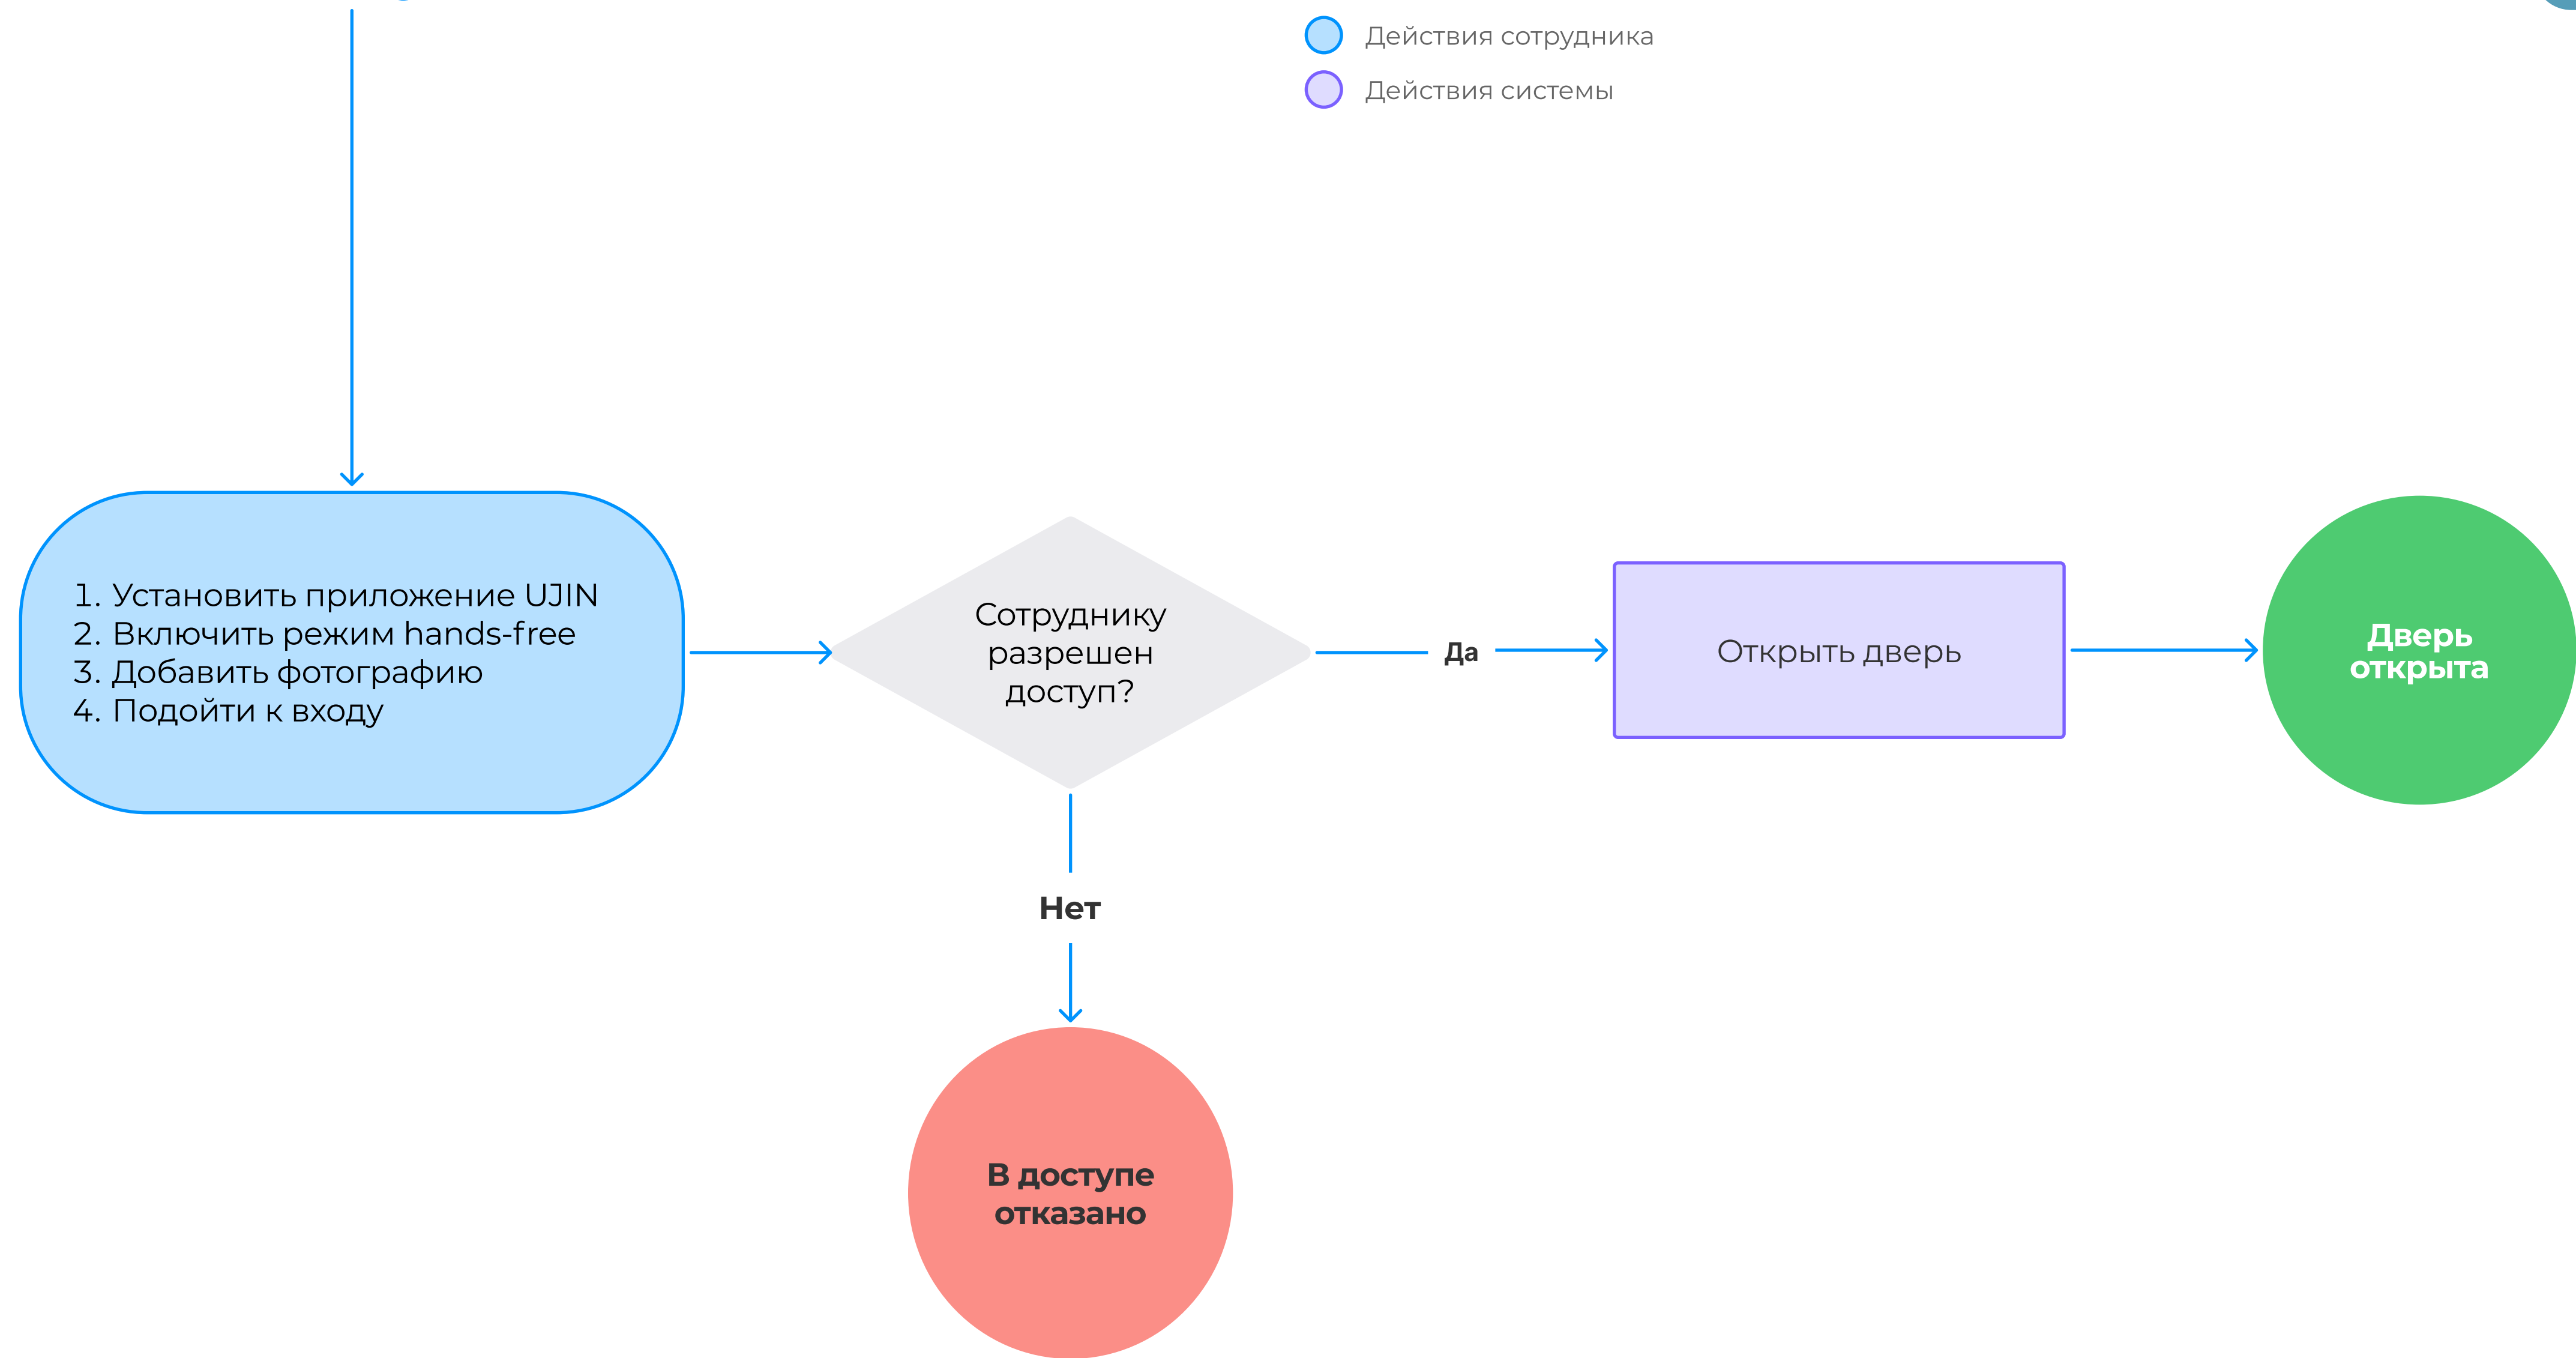 Действия сотрудника
Действия системы
1. Установить приложение UJIN
2. Включить режим hands-free
3. Добавить фотографию
4. Подойти к входу
Сотруднику
разрешен
доступ?
Да
Открыть дверь
Дверь
открыта
Нет
В доступе
отказано